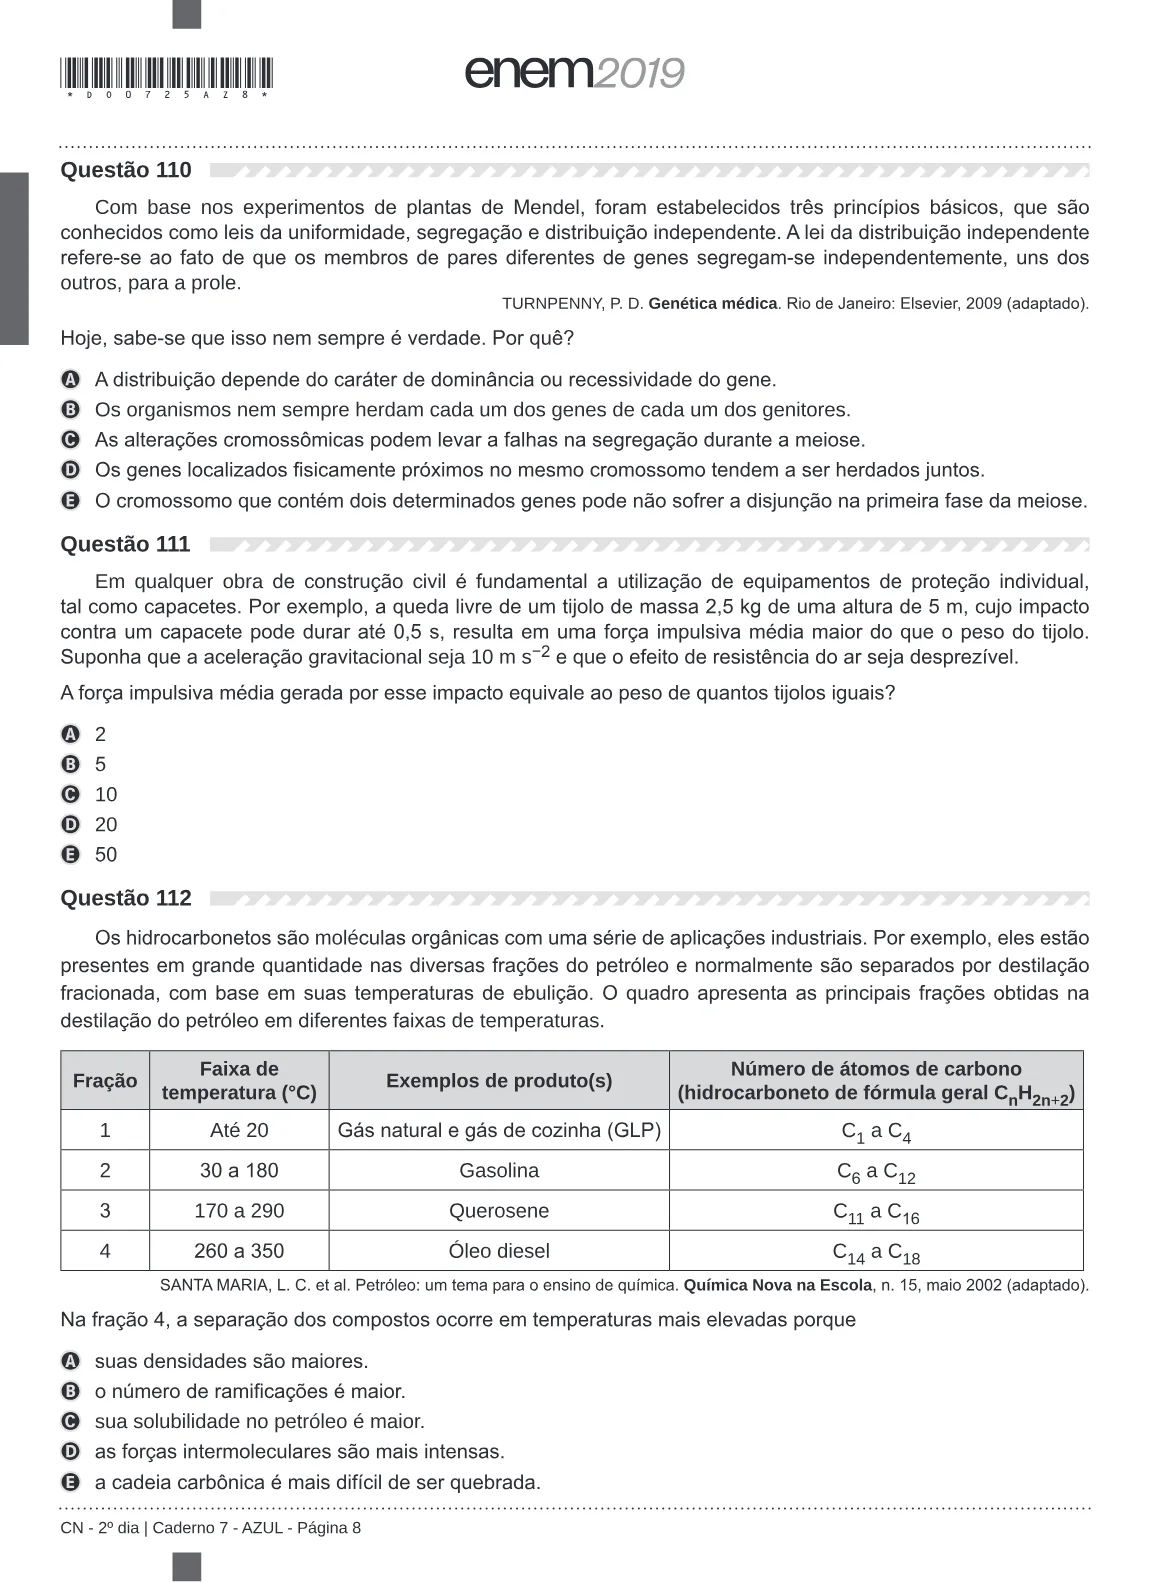 *D00725AZ8*
enem2019
Questão 110
Com base nos experimentos de plantas de Mendel, foram estabelecidos três princípios básicos, que são
conhecidos como leis da uniformidade, segregação e distribuição independente. A lei da distribuição independente
refere-se ao fato de que os membros de pares diferentes de genes segregam-se independentemente, uns dos
outros, para a prole.
TURNPENNY, P. D. Genética médica. Rio de Janeiro: Elsevier, 2009 (adaptado).
Hoje, sabe-se que isso nem sempre é verdade. Por quê?
A A distribuição depende do caráter de dominância ou recessividade do gene.
B Os organismos nem sempre herdam cada um dos genes de cada um dos genitores.
C As alterações cromossômicas podem levar a falhas na segregação durante a meiose.
D Os genes localizados fisicamente próximos no mesmo cromossomo tendem a ser herdados juntos.
E O cromossomo que contém dois determinados genes pode não sofrer a disjunção na primeira fase da meiose.
Questão 111
Em qualquer obra de construção civil é fundamental a utilização de equipamentos de proteção individual,
tal como capacetes. Por exemplo, a queda livre de um tijolo de massa 2,5 kg de uma altura de 5 m, cujo impacto
contra um capacete pode durar até 0,5 s, resulta em uma força impulsiva média maior do que o peso do tijolo.
Suponha que a aceleração gravitacional seja 10 m s⁻² e que o efeito de resistência do ar seja desprezível.
A força impulsiva média gerada por esse impacto equivale ao peso de quantos tijolos iguais?
A 2
B 5
C 10
D 20
E 50
Questão 112
Os hidrocarbonetos são moléculas orgânicas com uma série de aplicações industriais. Por exemplo, eles estão
presentes em grande quantidade nas diversas frações do petróleo e normalmente são separados por destilação
fracionada, com base em suas temperaturas de ebulição. O quadro apresenta as principais frações obtidas na
destilação do petróleo em diferentes faixas de temperaturas.
Fração Faixa de temperatura (°C) Exemplos de produto(s) Número de átomos de carbono (hidrocarboneto de fórmula geral CₙH₂ₙ₊₂)
1 Até 20 Gás natural e gás de cozinha (GLP) C₁ a C₄
2 30 a 180 Gasolina C₆ a C₁₂
3 170 a 290 Querosene C₁₁ a C₁₆
4 260 a 350 Óleo diesel C₁₄ a C₁₈
SANTA MARIA, L. C. et al. Petróleo: um tema para o ensino de química. Química Nova na Escola, n. 15, maio 2002 (adaptado).
Na fração 4, a separação dos compostos ocorre em temperaturas mais elevadas porque
A suas densidades são maiores.
B o número de ramificações é maior.
C sua solubilidade no petróleo é maior.
D as forças intermoleculares são mais intensas.
E a cadeia carbônica é mais difícil de ser quebrada.
CN - 2º dia | Caderno 7 - AZUL - Página 8